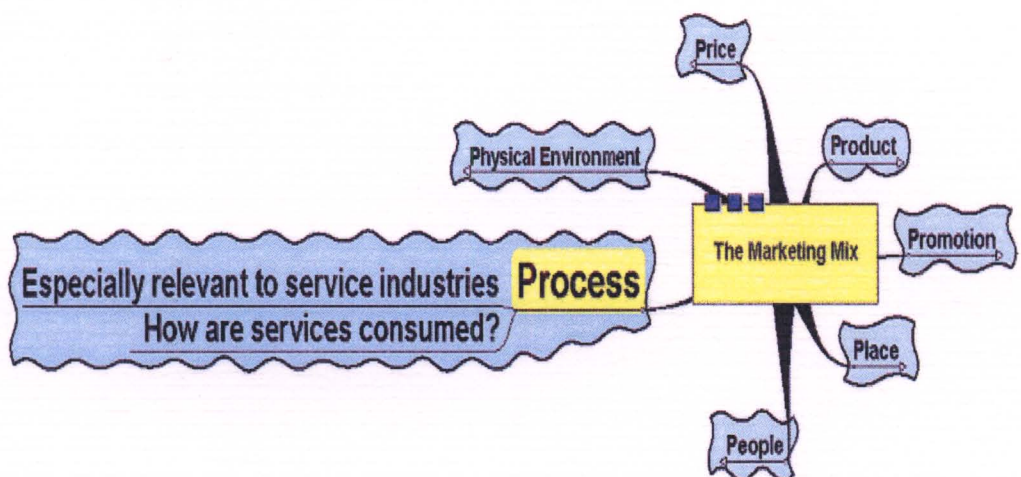 Price
Physical Environment
Product
The Marketing Mix
Promotion
Especially relevant to service industries
Process
How are services consumed?
Place
People